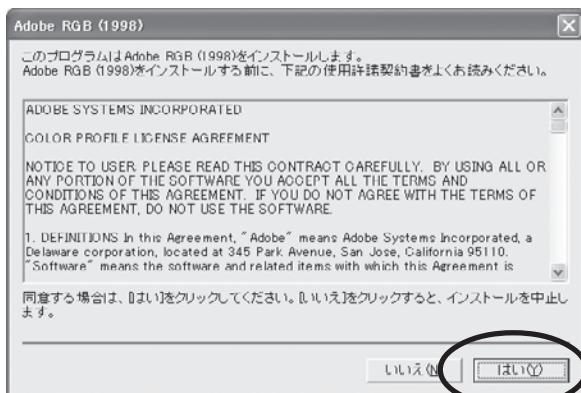 Adobe RGB (1998)
このプログラムはAdobe RGB (1998)をインストールします。
Adobe RGB (1998)をインストールする前に、下記の使用許諾契約書をよくお読みください。
ADOBE SYSTEMS INCORPORATED
COLOR PROFILE LICENSE AGREEMENT
NOTICE TO USER: PLEASE READ THIS CONTRACT CAREFULLY. BY USING ALL OR
ANY PORTION OF THE SOFTWARE YOU ACCEPT ALL THE TERMS AND
CONDITIONS OF THIS AGREEMENT. IF YOU DO NOT AGREE WITH THE TERMS OF
THIS AGREEMENT, DO NOT USE THE SOFTWARE.
1. DEFINITIONS In this Agreement, "Adobe" means Adobe Systems Incorporated, a
Delaware corporation, located at 345 Park Avenue, San Jose, California 95110.
"Software" means the software and related items with which this Agreement is
同意する場合は、[はい]をクリックしてください。[いいえ]をクリックすると、インストールを中止し
ます。
いいえ(N) はい(Y)